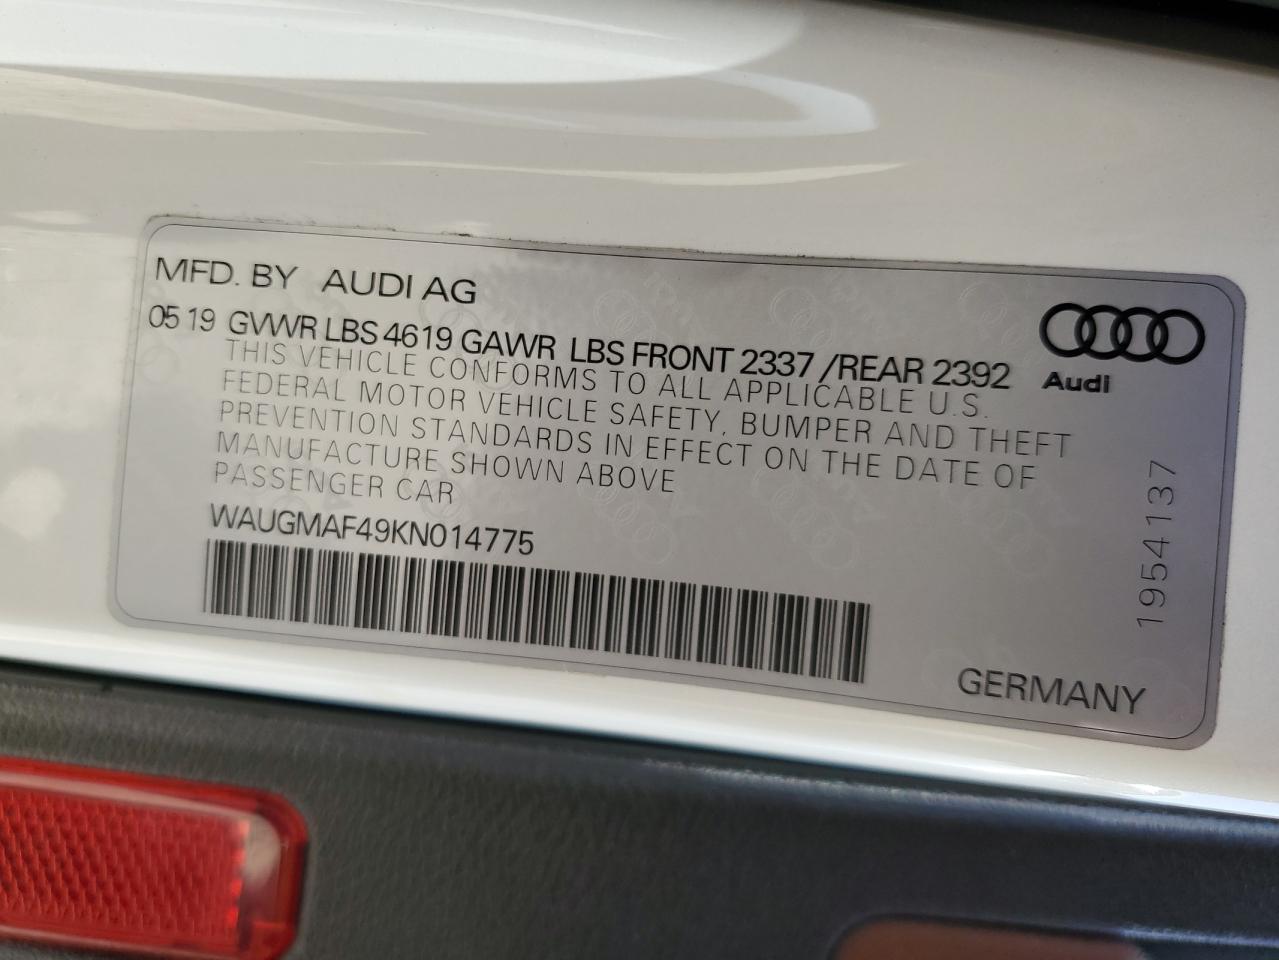 MFD. BY AUDI AG
05 19 GVWR LBS 4619 GAWR LBS FRONT 2337 /REAR 2392
THIS VEHICLE CONFORMS TO ALL APPLICABLE U.S.
FEDERAL MOTOR VEHICLE SAFETY, BUMPER AND THEFT
PREVENTION STANDARDS IN EFFECT ON THE DATE OF
MANUFACTURE SHOWN ABOVE
PASSENGER CAR
WAUGMAF49KN014775
Audi
1954137
GERMANY